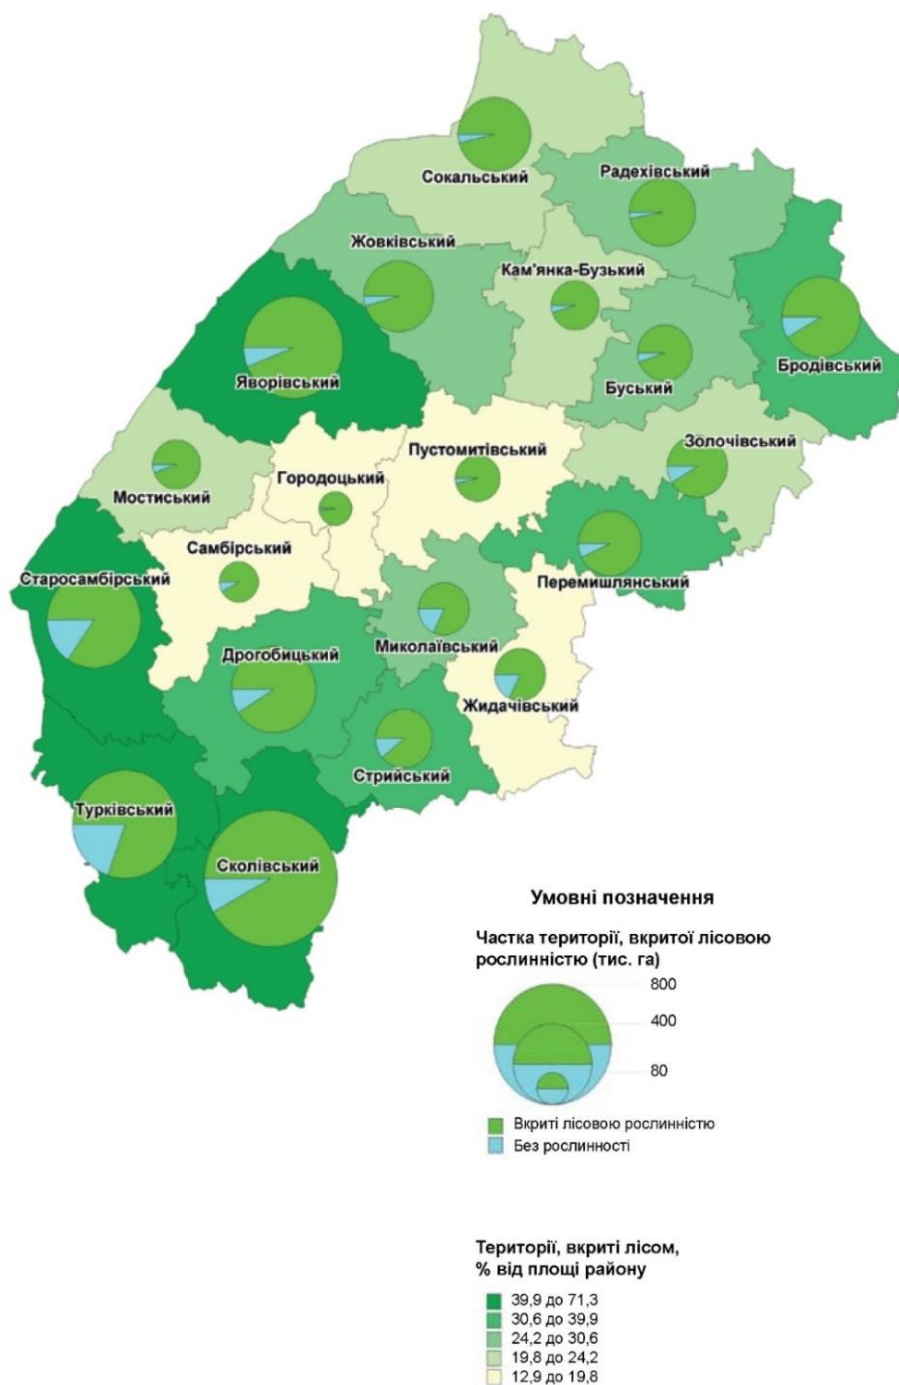 Сокальський
Радехівський
Жовківський
Кам'янка-Бузький
Яворівський
Буський
Бродівський
Золочівський
Пустомитівський
Городоцький
Мостиський
Самбірський
Старосамбірський
Перемишлянський
Миколаївський
Дрогобицький
Жидачівський
Стрийський
Турківський
Сколівський
Умовні позначення
Частка території, вкритої лісовою
рослинністю (тис. га)
800
400
80
Вкриті лісовою рослинністю
Без рослинності
Території, вкриті лісом,
% від площі району
39,9 до 71,3
30,6 до 39,9
24,2 до 30,6
19,8 до 24,2
12,9 до 19,8